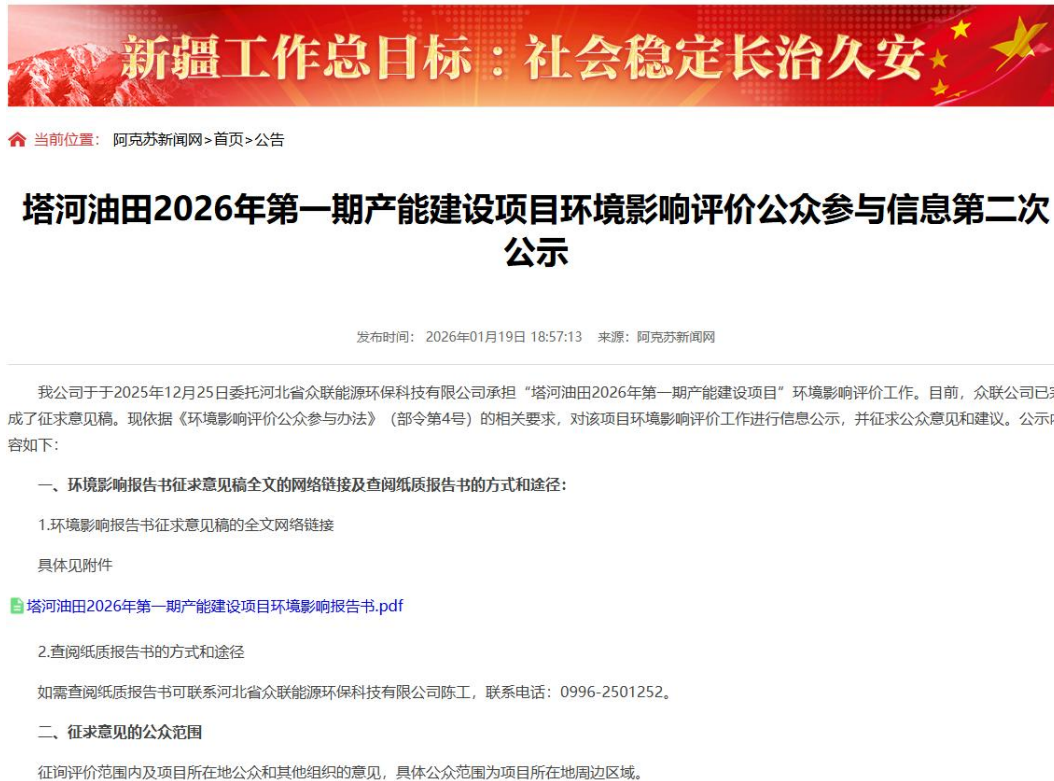 新疆工作总目标：社会稳定长治久安
当前位置： 阿克苏新闻网>首页>公告
塔河油田2026年第一期产能建设项目环境影响评价公众参与信息第二次
公示
发布时间： 2026年01月19日 18:57:13 来源：阿克苏新闻网
我公司于于2025年12月25日委托河北省众联能源环保科技有限公司承担“塔河油田2026年第一期产能建设项目”环境影响评价工作。目前，众联公司已完
成了征求意见稿。现依据《环境影响评价公众参与办法》（部令第4号）的相关要求，对该项目环境影响评价工作进行信息公示，并征求公众意见和建议。公示内
容如下：
一、环境影响报告书征求意见稿全文的网络链接及查阅纸质报告书的方式和途径：
1.环境影响报告书征求意见稿的全文网络链接
具体见附件
塔河油田2026年第一期产能建设项目环境影响报告书.pdf
2.查阅纸质报告书的方式和途径
如需查阅纸质报告书可联系河北省众联能源环保科技有限公司陈工，联系电话：0996-2501252。
二、征求意见的公众范围
征询评价范围内及项目所在地公众和其他组织的意见，具体公众范围为项目所在地周边区域。